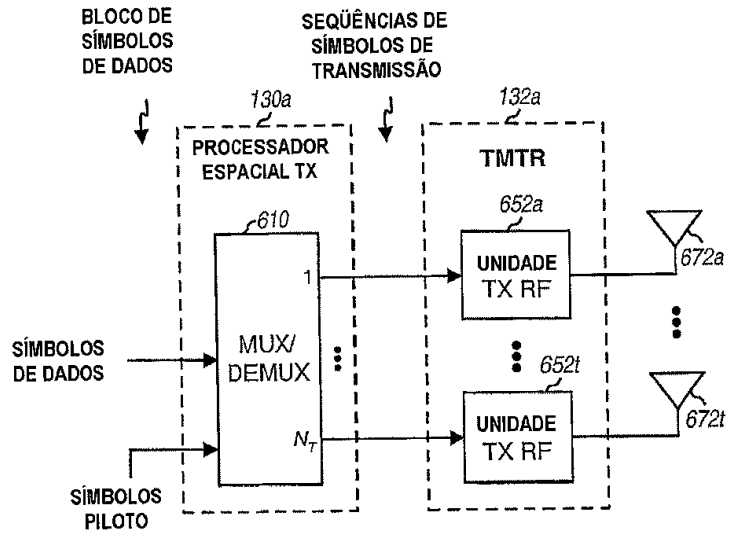 BLOCO DE
SÍMBOLOS
DE DADOS
SEQÜÊNCIAS DE
SÍMBOLOS DE
TRANSMISSÃO
130a
132a
PROCESSADOR
ESPACIAL TX
TMTR
610
652a
1
UNIDADE
TX RF
672a
MUX/
DEMUX
SÍMBOLOS
DE DADOS
652t
672t
N_T
UNIDADE
TX RF
SÍMBOLOS
PILOTO